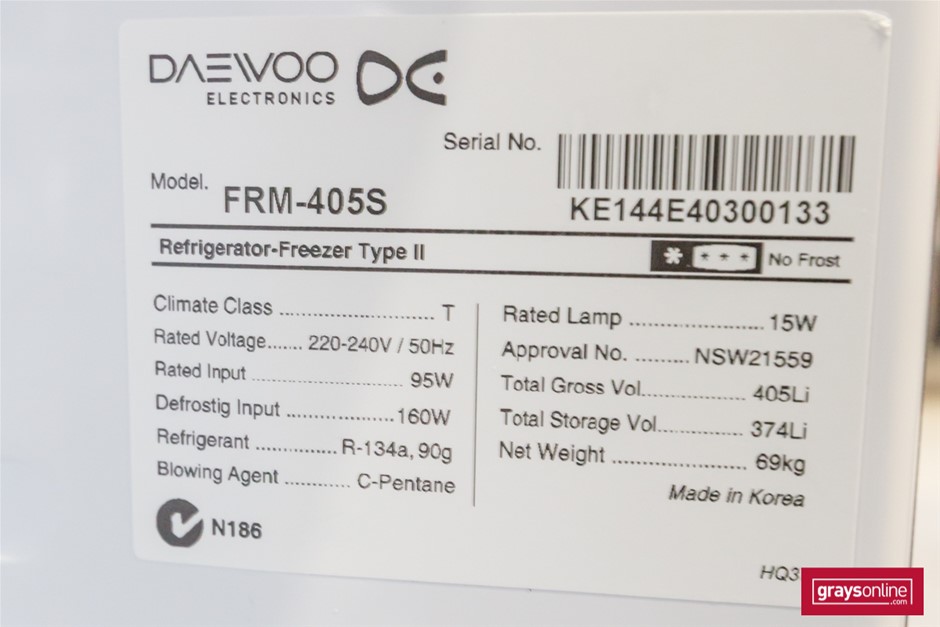 DAEWOO
ELECTRONICS
Serial No.
KE144E40300133
Model. FRM-405S
Refrigerator-Freezer Type II
No Frost
Climate Class ........................... T
Rated Voltage....... 220-240V / 50Hz
Rated Input .......................... 95W
Defrostig Input ................... 160W
Refrigerant .............. R-134a, 90g
Blowing Agent ........... C-Pentane
Rated Lamp ...................... 15W
Approval No. ......... NSW21559
Total Gross Vol................. 405Li
Total Storage Vol.............. 374Li
Net Weight ....................... 69kg
Made in Korea
N186
HQ3
graysonline
.com